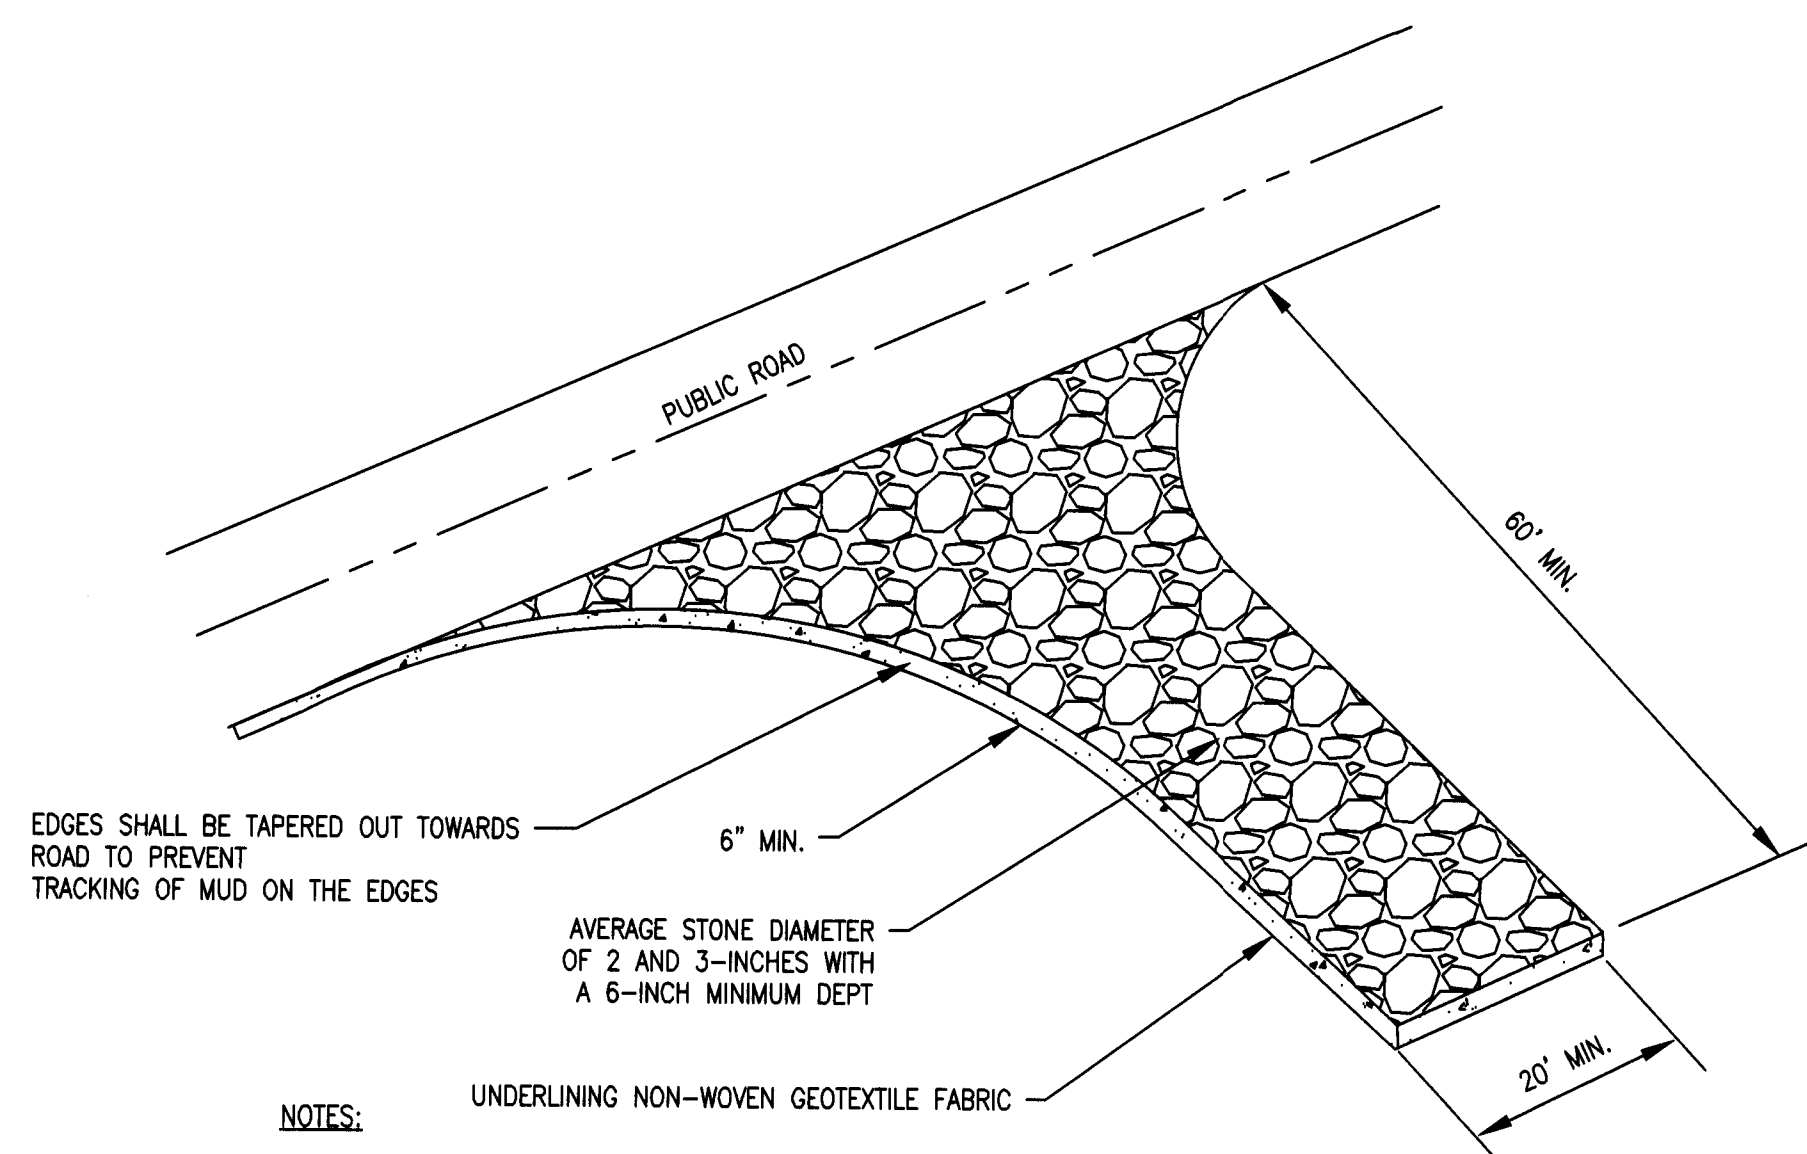 PUBLIC ROAD
60' MIN.
EDGES SHALL BE TAPERED OUT TOWARDS
ROAD TO PREVENT
TRACKING OF MUD ON THE EDGES
6" MIN.
AVERAGE STONE DIAMETER
OF 2 AND 3-INCHES WITH
A 6-INCH MINIMUM DEPT
20' MIN.
UNDERLINING NON-WOVEN GEOTEXTILE FABRIC
NOTES: